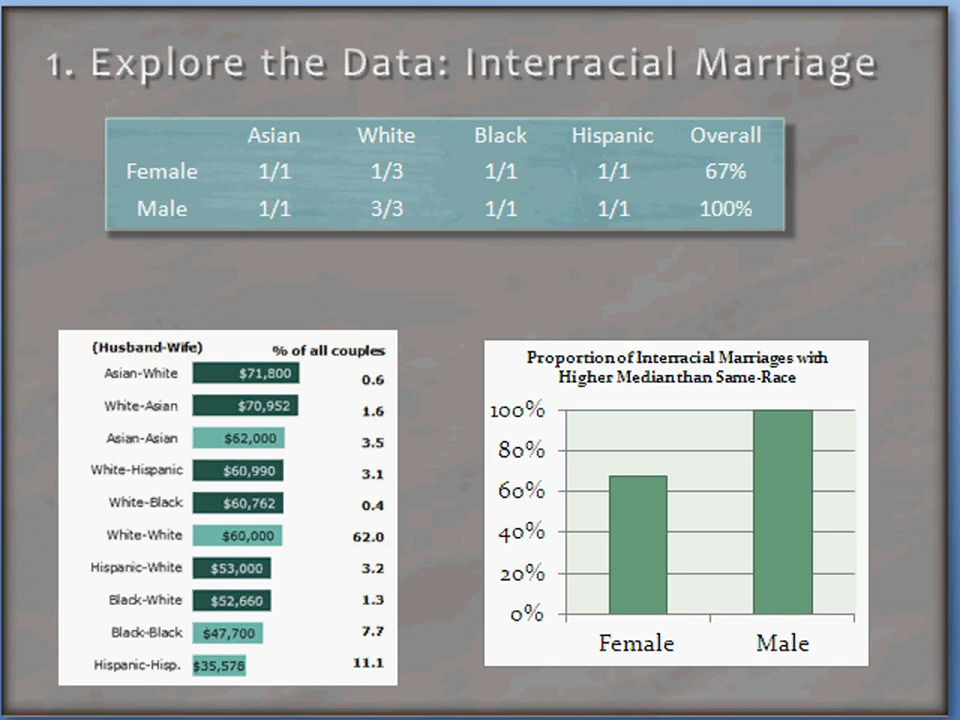 1. Explore the Data: Interracial Marriage
Asian White Black Hispanic Overall
Female 1/1 1/3 1/1 1/1 67%
Male 1/1 3/3 1/1 1/1 100%
(Husband-Wife) % of all couples
Asian-White $71,800 0.6
White-Asian $70,952 1.6
Asian-Asian $62,000 3.5
White-Hispanic $60,990 3.1
White-Black $60,762 0.4
White-White $60,000 62.0
Hispanic-White $53,000 3.2
Black-White $52,660 1.3
Black-Black $47,700 7.7
Hispanic-Hisp. $35,578 11.1
Proportion of Interracial Marriages with
Higher Median than Same-Race
100%
80%
60%
40%
20%
0%
Female Male